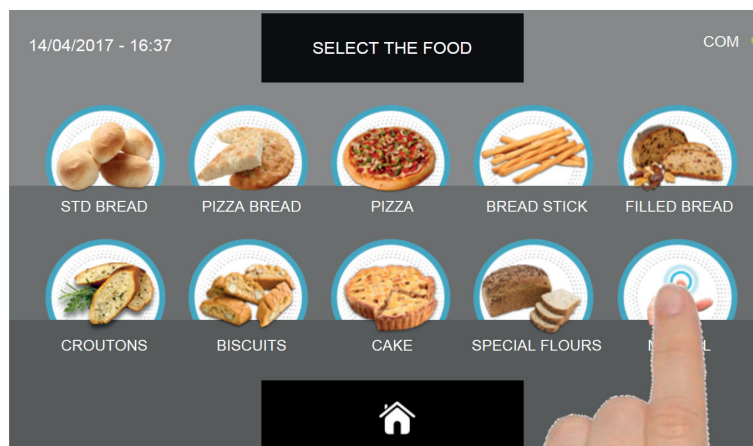 14/04/2017 - 16:37
SELECT THE FOOD
COM
STD BREAD
PIZZA BREAD
PIZZA
BREAD STICK
FILLED BREAD
CROUTONS
BISCUITS
CAKE
SPECIAL FLOURS